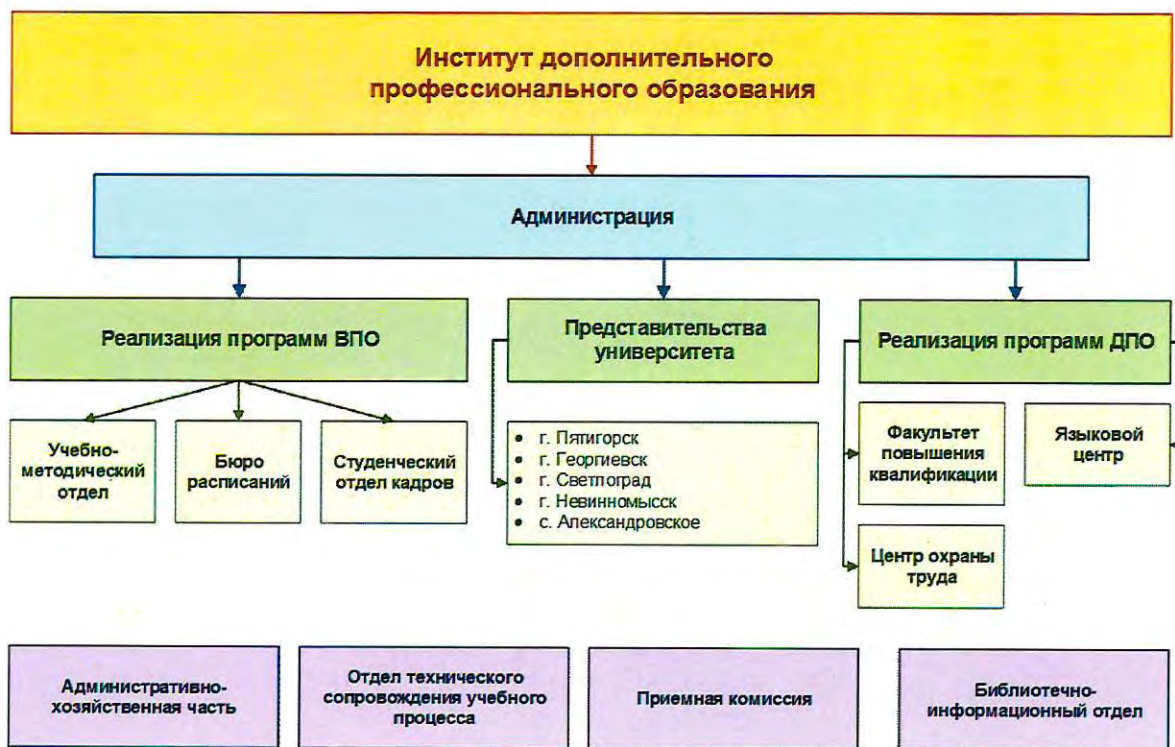 Институт дополнительного
профессионального образования
Администрация
Реализация программ ВПО
Представительства
университета
Реализация программ ДПО
Учебно-
методический
отдел
Бюро
расписаний
Студенческий
отдел кадров
• г. Пятигорск
• г. Георгиевск
• г. Светлоград
• г. Невинномысск
• с. Александровское
Факультет
повышения
квалификации
Языковой
центр
Центр охраны
труда
Административно-
хозяйственная часть
Отдел технического
сопровождения учебного
процесса
Приемная комиссия
Библиотечно-
информационный отдел